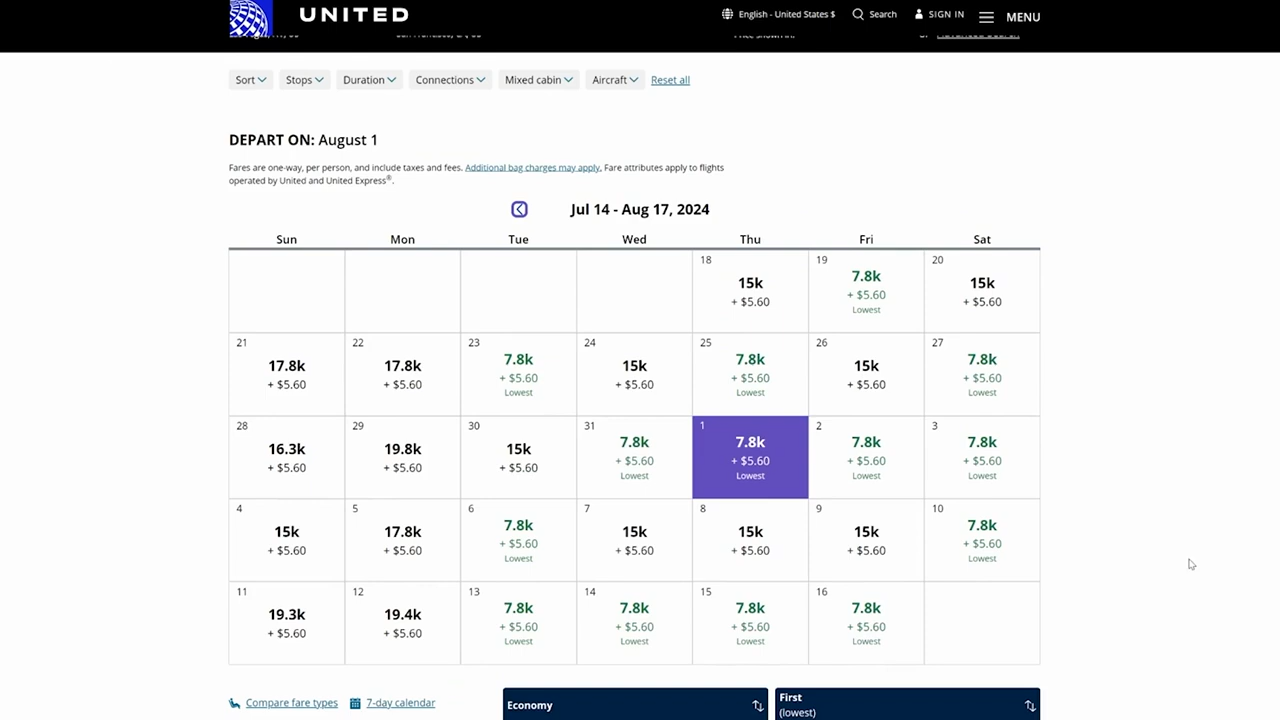 UNITED
English - United States $
Search
SIGN IN
MENU
Sort
Stops
Duration
Connections
Mixed cabin
Aircraft
Reset all
DEPART ON: August 1
Fares are one-way, per person, and include taxes and fees. Additional bag charges may apply. Fare attributes apply to flights
operated by United and United Express®.
Jul 14 - Aug 17, 2024
Sun Mon Tue Wed Thu Fri Sat
18 19 20
15k 7.8k 15k
+ $5.60 + $5.60 + $5.60
Lowest
21 22 23 24 25 26 27
17.8k 17.8k 7.8k 15k 7.8k 15k 7.8k
+ $5.60 + $5.60 + $5.60 + $5.60 + $5.60 + $5.60 + $5.60
Lowest Lowest Lowest
28 29 30 31 1 2 3
16.3k 19.8k 15k 7.8k 7.8k 7.8k 7.8k
+ $5.60 + $5.60 + $5.60 + $5.60 + $5.60 + $5.60 + $5.60
Lowest Lowest Lowest Lowest
4 5 6 7 8 9 10
15k 17.8k 7.8k 15k 15k 15k 7.8k
+ $5.60 + $5.60 + $5.60 + $5.60 + $5.60 + $5.60 + $5.60
Lowest Lowest
11 12 13 14 15 16
19.3k 19.4k 7.8k 7.8k 7.8k 7.8k
+ $5.60 + $5.60 + $5.60 + $5.60 + $5.60 + $5.60
Lowest Lowest Lowest Lowest
Compare fare types
7-day calendar
Economy
First
(lowest)